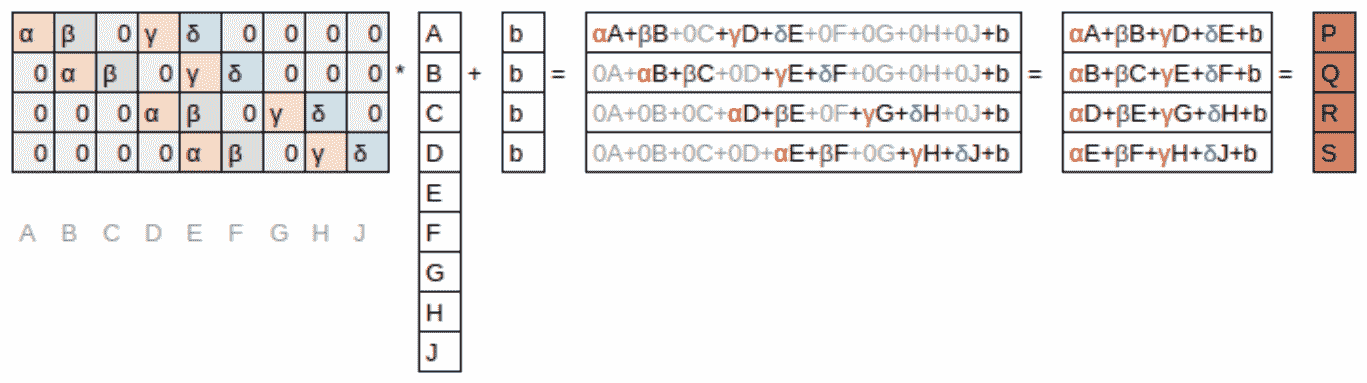 α β 0 γ δ 0 0 0 0 A b αA+βB+0C+γD+δE+0F+0G+0H+0J+b αA+βB+γD+δE+b P
0 α β 0 γ δ 0 0 0 * B + b = 0A+αB+βC+0D+γE+δF+0G+0H+0J+b = αB+βC+γE+δF+b = Q
0 0 0 α β 0 γ δ 0 C b 0A+0B+0C+αD+βE+0F+γG+δH+0J+b αD+βE+γG+δH+b R
0 0 0 0 α β 0 γ δ D b 0A+0B+0C+0D+αE+βF+0G+γH+δJ+b αE+βF+γH+δJ+b S
E
A B C D E F G H J F
G
H
J